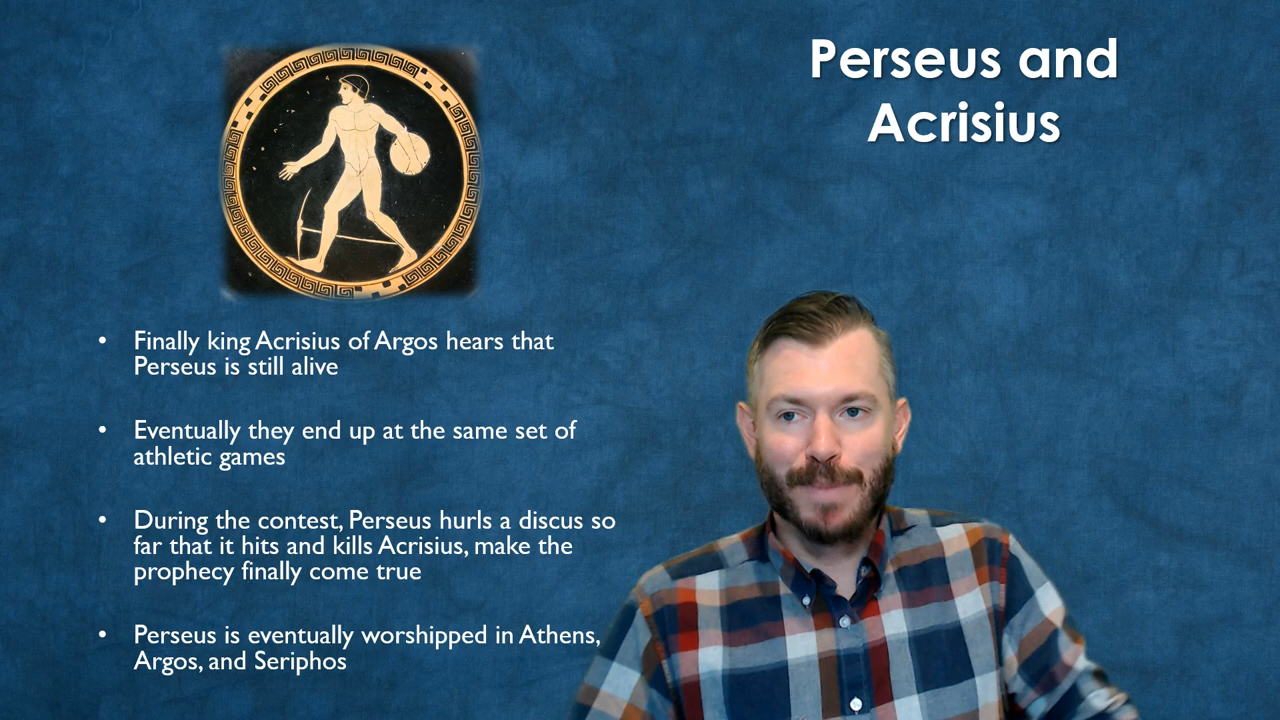 Perseus and
Acrisius
• Finally king Acrisius of Argos hears that
Perseus is still alive
• Eventually they end up at the same set of
athletic games
• During the contest, Perseus hurls a discus so
far that it hits and kills Acrisius, make the
prophecy finally come true
• Perseus is eventually worshipped in Athens,
Argos, and Seriphos